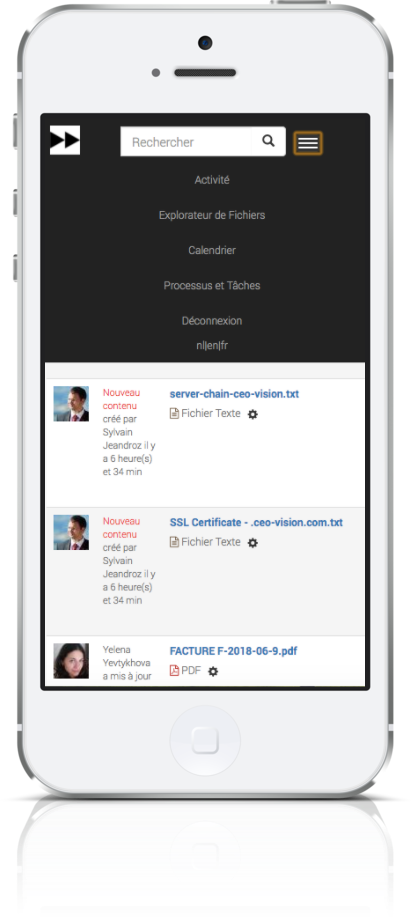 Rechercher
Activité
Explorateur de Fichiers
Calendrier
Processus et Tâches
Déconnexion
nl|en|fr
Nouveau
contenu
créé par
Sylvain
Jeandroz il y
a 6 heure(s)
et 34 min
server-chain-ceo-vision.txt
Fichier Texte
Nouveau
contenu
créé par
Sylvain
Jeandroz il y
a 6 heure(s)
et 34 min
SSL Certificate - .ceo-vision.com.txt
Fichier Texte
Yelena
Yevtykhova
a mis à jour
FACTURE F-2018-06-9.pdf
PDF